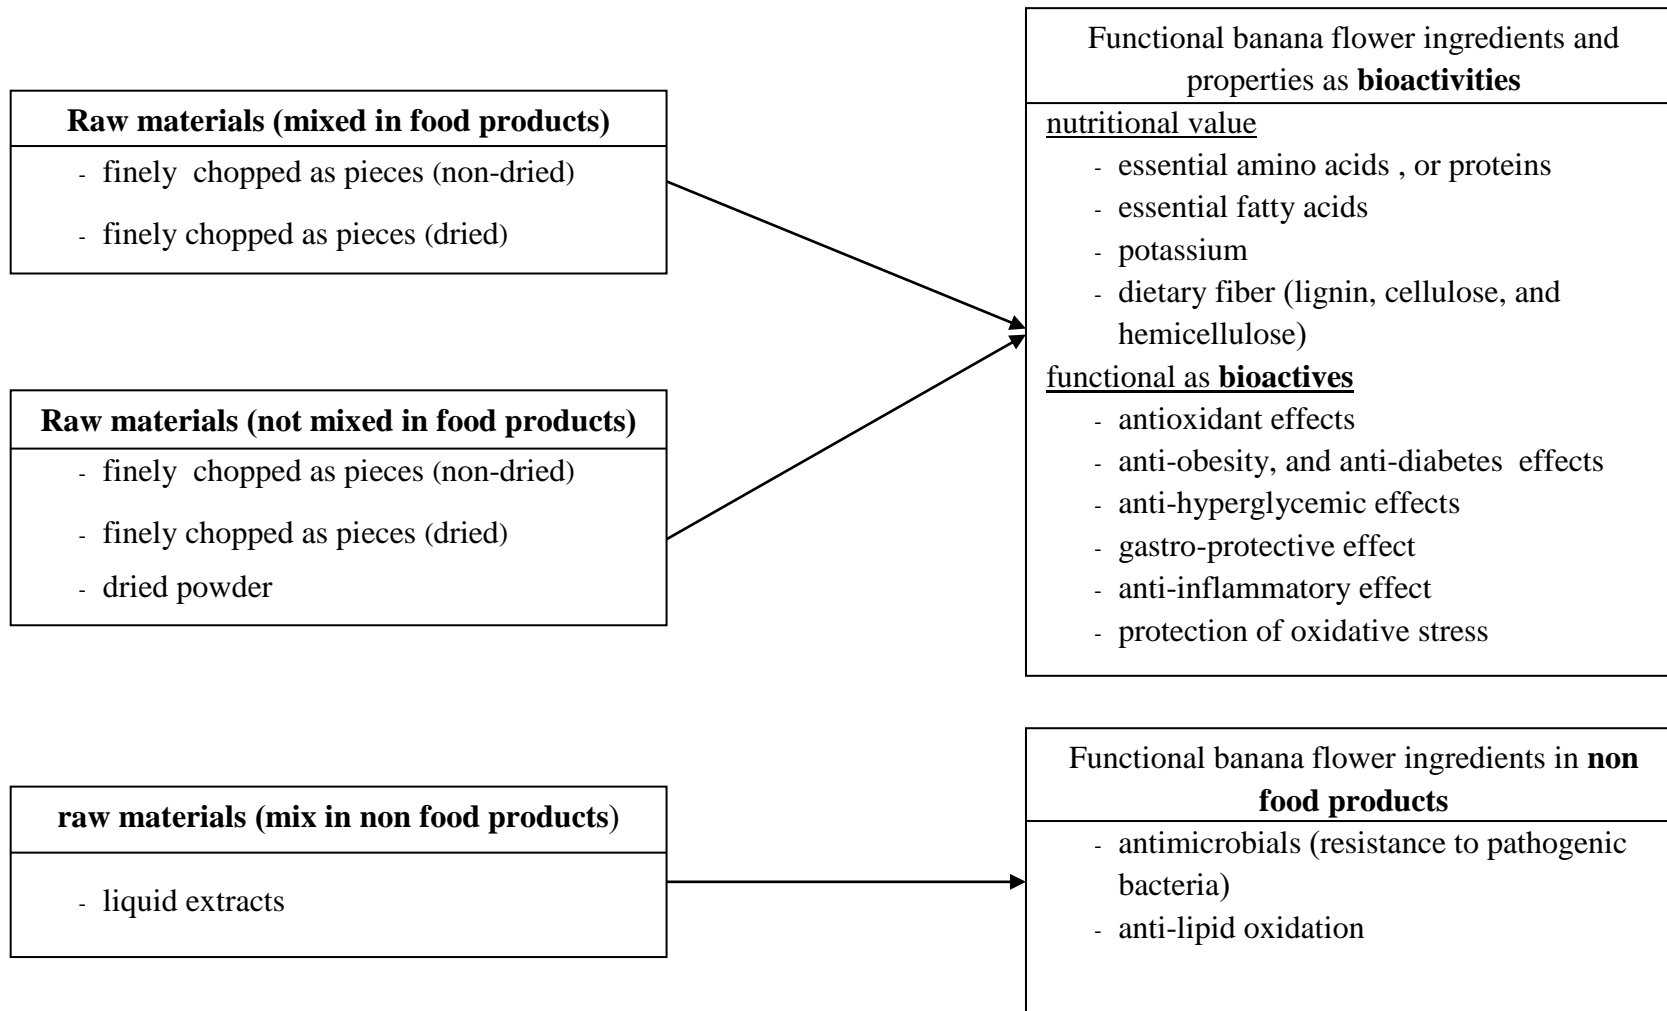 Raw materials (mixed in food products)
- finely  chopped as pieces (non-dried)
- finely chopped as pieces (dried)
Raw materials (not mixed in food products)
- finely  chopped as pieces (non-dried)
- finely chopped as pieces (dried)
- dried powder
raw materials (mix in non food products)
- liquid extracts
Functional banana flower ingredients and
properties as bioactivities
nutritional value
- essential amino acids , or proteins
- essential fatty acids
- potassium
- dietary fiber (lignin, cellulose, and
hemicellulose)
functional as bioactives
- antioxidant effects
- anti-obesity, and anti-diabetes  effects
- anti-hyperglycemic effects
- gastro-protective effect
- anti-inflammatory effect
- protection of oxidative stress
Functional banana flower ingredients in non
food products
- antimicrobials (resistance to pathogenic
bacteria)
- anti-lipid oxidation